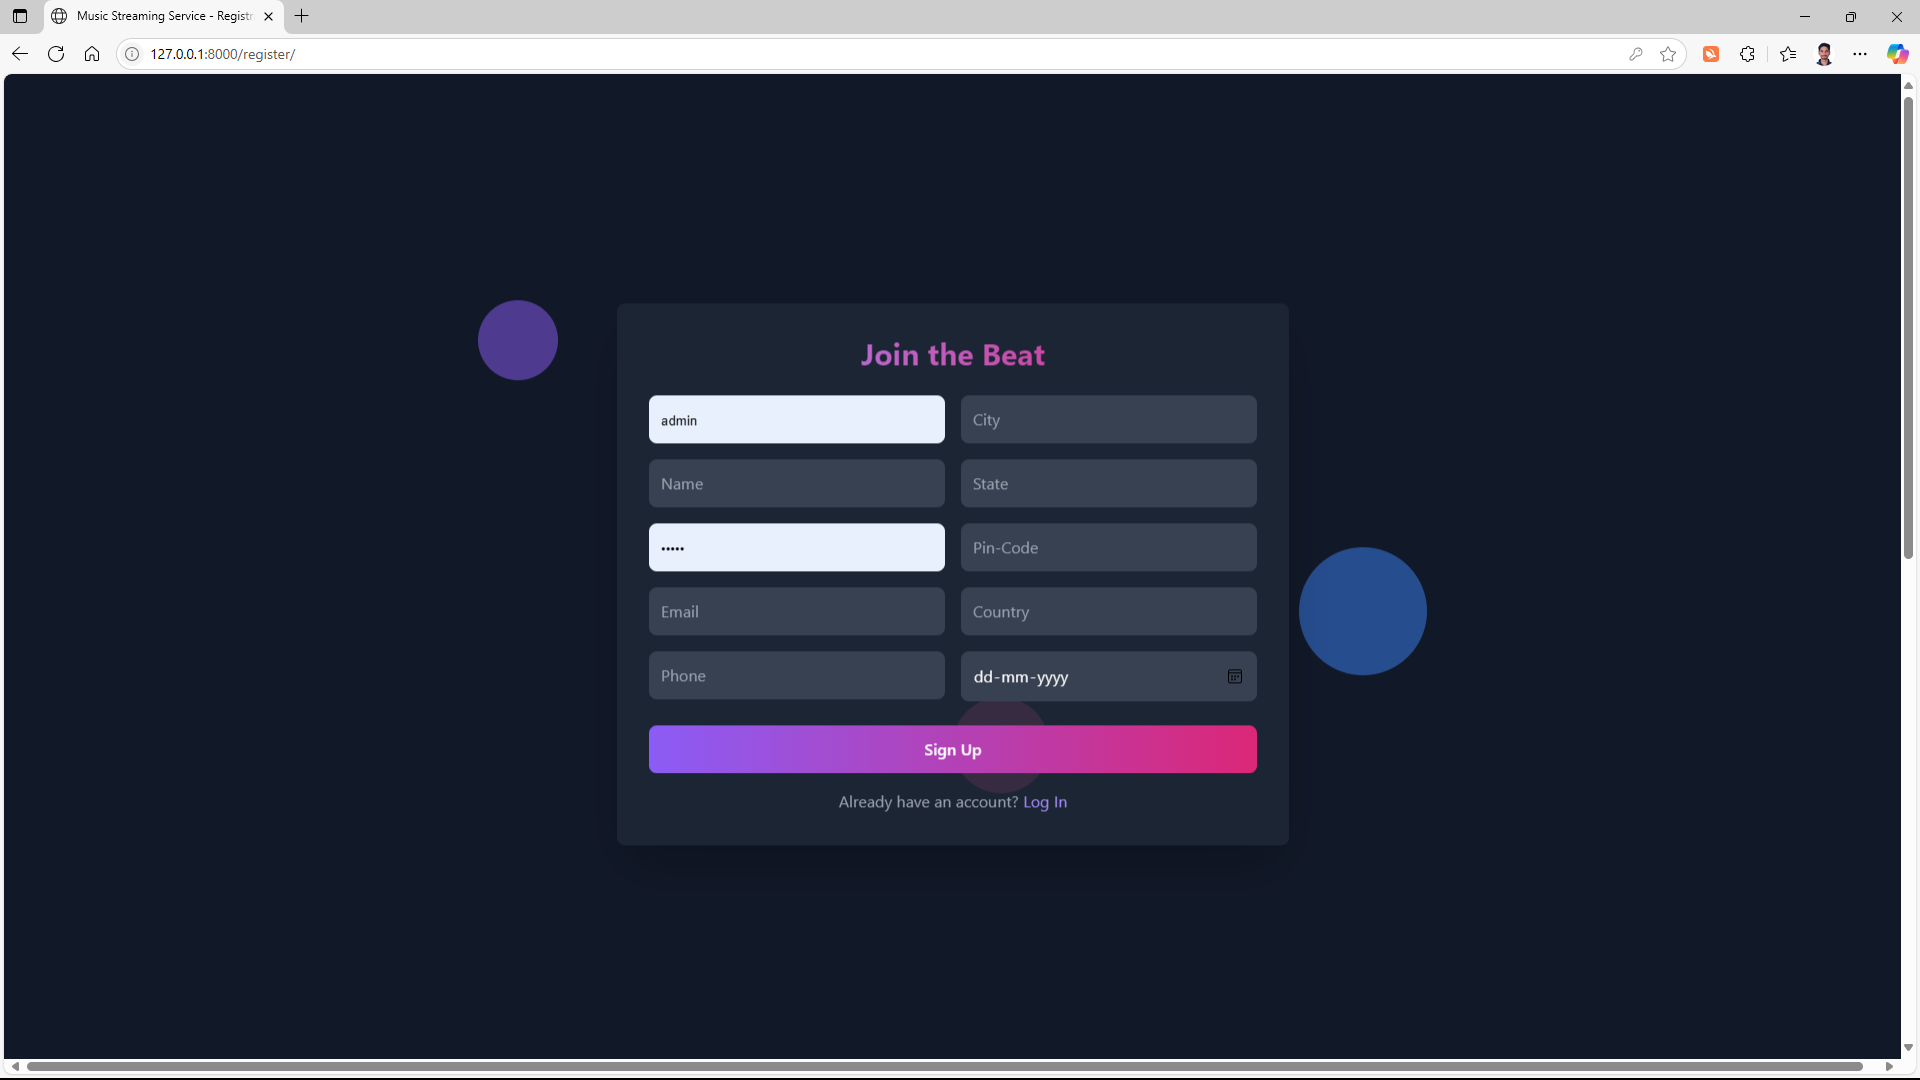 Music Streaming Service - Regist
127.0.0.1:8000/register/
Join the Beat
admin
City
Name
State
•••••
Pin-Code
Email
Country
Phone
dd-mm-yyyy
Sign Up
Already have an account? Log In